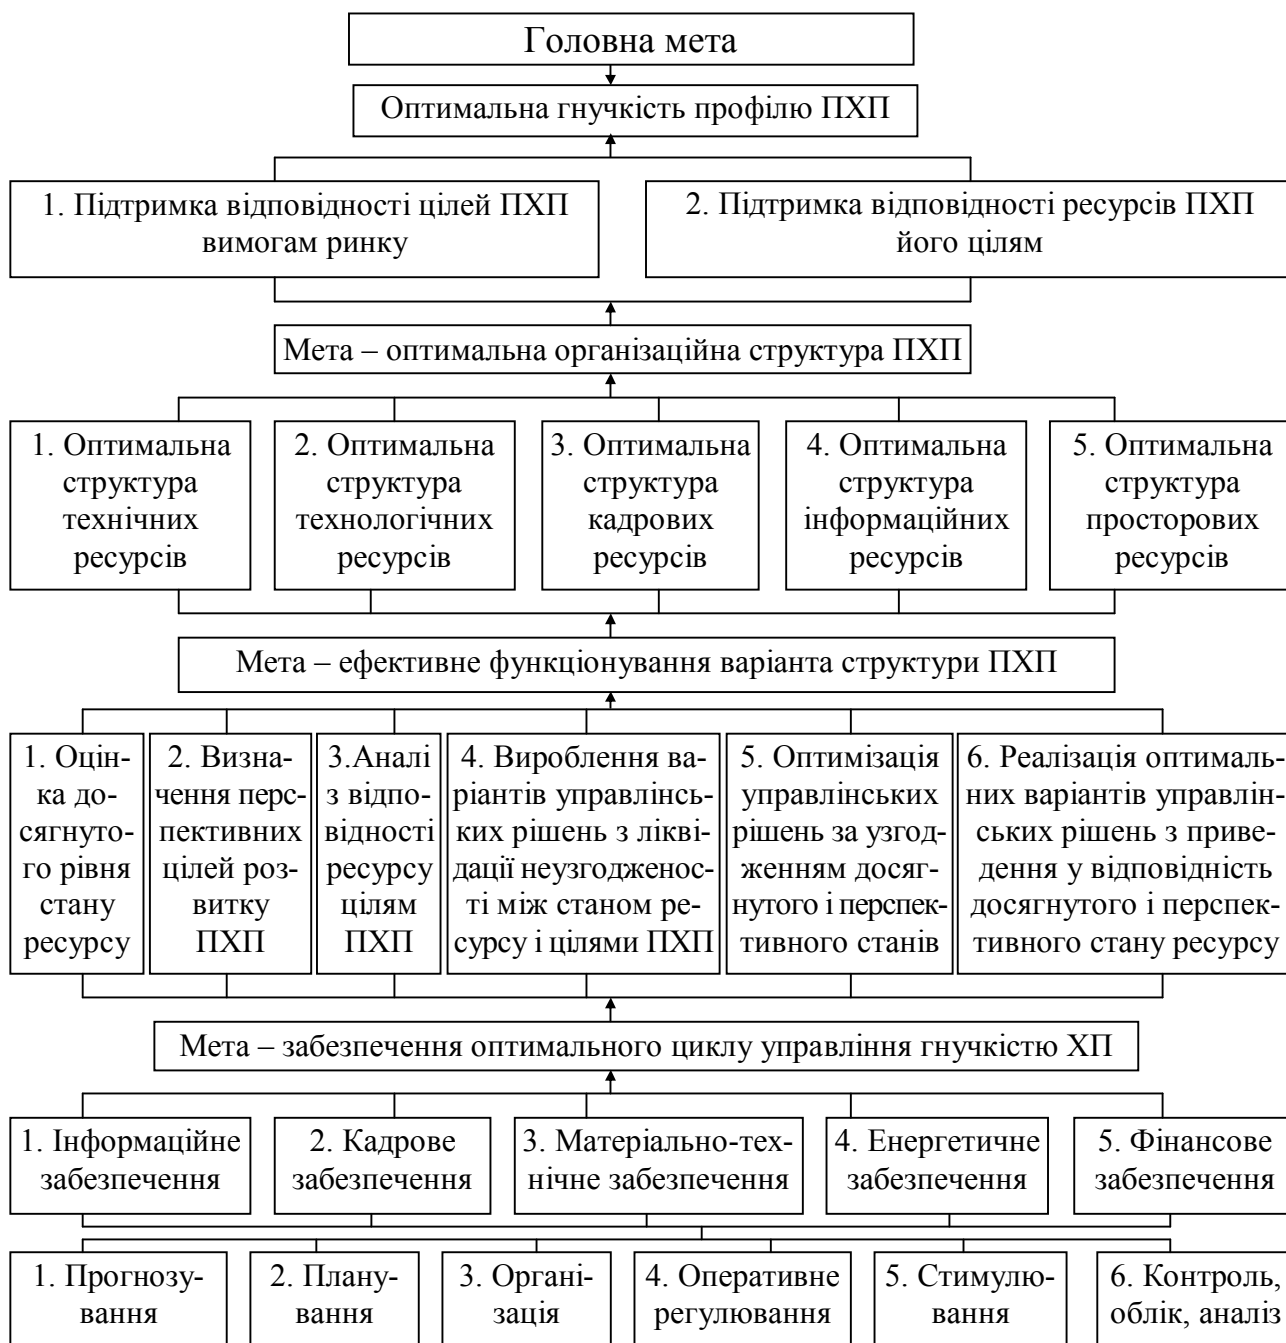 Головна мета
Оптимальна гнучкість профілю ПХП
1. Підтримка відповідності цілей ПХП
вимогам ринку
2. Підтримка відповідності ресурсів ПХП
його цілям
Мета – оптимальна організаційна структура ПХП
1. Оптимальна
структура
технічних
ресурсів
2. Оптимальна
структура
технологічних
ресурсів
3. Оптимальна
структура
кадрових
ресурсів
4. Оптимальна
структура
інформаційних
ресурсів
5. Оптимальна
структура
просторових
ресурсів
Мета – ефективне функціонування варіанта структури ПХП
1. Оцін-
ка до-
сягнуто-
го рівня
стану
ресурсу
2. Визна-
чення перс-
пективних
цілей роз-
витку
ПХП
3.Аналі
з відпо-
відності
ресурсу
цілям
ПХП
4. Вироблення ва-
ріантів управлінсь-
ких рішень з ліkві-
дації неузгодженос-
ті між станом ре-
сурсу і цілями ПХП
5. Оптимізація
управлінських
рішень за узгод-
женням досяг-
нутого і перспек-
тивного станів
6. Реалізація оптималь-
них варіантів управлін-
ських рішень з приве-
дення у відповідність
досягнутого і перспек-
тивного стану ресурсу
Мета – забезпечення оптимального циклу управління гнучкістю ХП
1. Інформаційне
забезпечення
2. Кадрове
забезпечення
3. Матеріально-тех-
нічне забезпечення
4. Енергетичне
забезпечення
5. Фінансове
забезпечення
1. Прогнозу-
вання
2. Плану-
вання
3. Органі-
зація
4. Оперативне
регулювання
5. Стимулю-
вання
6. Контроль,
облік, аналіз